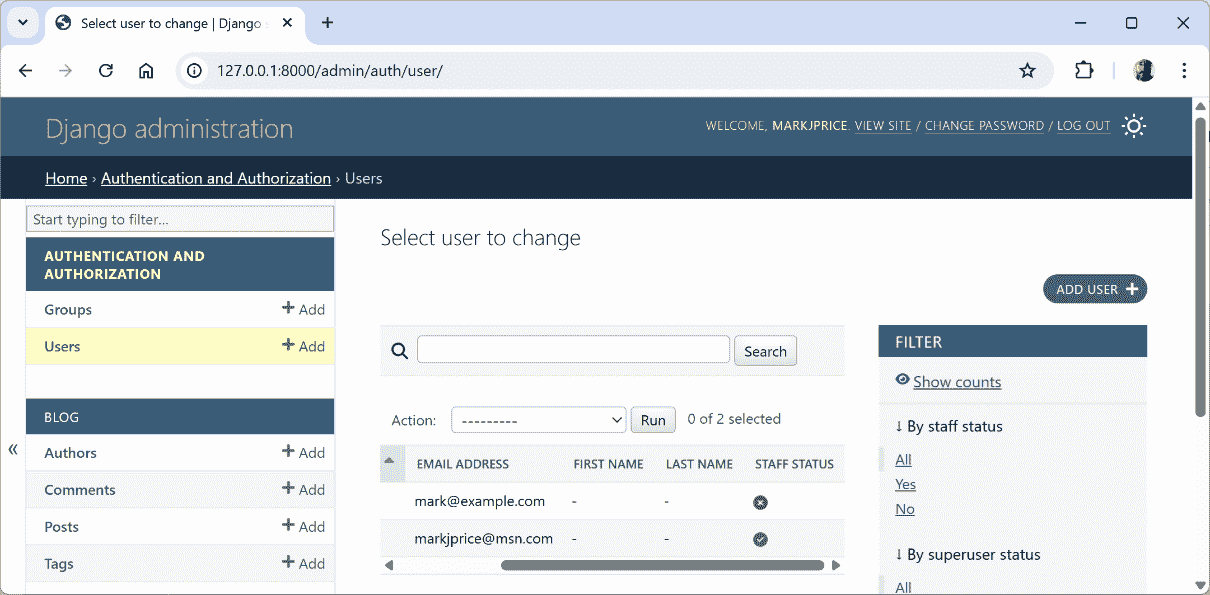 Select user to change | Django
127.0.0.1:8000/admin/auth/user/
Django administration
WELCOME, MARKJPRICE. VIEW SITE / CHANGE PASSWORD / LOG OUT
Home › Authentication and Authorization › Users
Start typing to filter...
AUTHENTICATION AND
AUTHORIZATION
Groups + Add
Users + Add
BLOG
Authors + Add
Comments + Add
Posts + Add
Tags + Add
«
Select user to change
ADD USER +
Search
Action: --------- Run 0 of 2 selected
EMAIL ADDRESS FIRST NAME LAST NAME STAFF STATUS
mark@example.com - -
markjprice@msn.com - -
FILTER
Show counts
↓ By staff status
All
Yes
No
↓ By superuser status
All